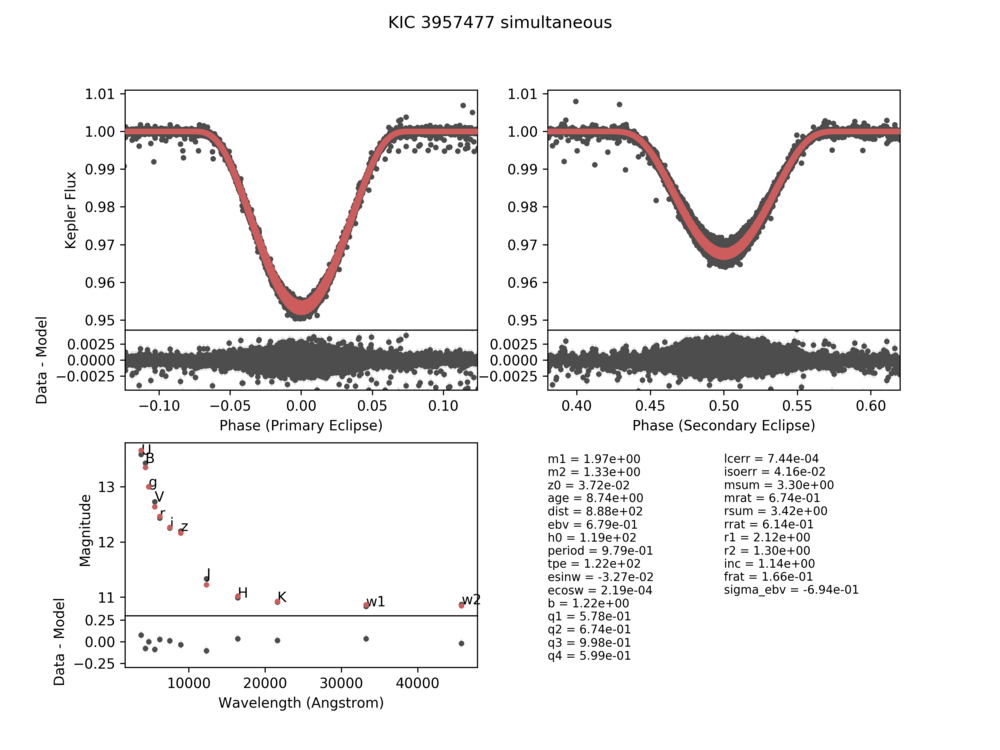 KIC 3957477 simultaneous
1.01
1.00
0.99
0.98
0.97
0.96
0.95
Kepler Flux
0.0025
0.0000
−0.0025
Data - Model
−0.10
−0.05
0.00
0.05
0.10
Phase (Primary Eclipse)
1.01
1.00
0.99
0.98
0.97
0.96
0.95
0.0025
0.0000
−0.0025
0.40
0.45
0.50
0.55
0.60
Phase (Secondary Eclipse)
13
12
11
Magnitude
U
B
g
V
r
i
z
J
H
K
w1
w2
0.25
0.00
−0.25
Data - Model
10000
20000
30000
40000
Wavelength (Angstrom)
m1 = 1.97e+00
m2 = 1.33e+00
z0 = 3.72e-02
age = 8.74e+00
dist = 8.88e+02
ebv = 6.79e-01
h0 = 1.19e+02
period = 9.79e-01
tpe = 1.22e+02
esinw = -3.27e-02
ecosw = 2.19e-04
b = 1.22e+00
q1 = 5.78e-01
q2 = 6.74e-01
q3 = 9.98e-01
q4 = 5.99e-01
lcerr = 7.44e-04
isoerr = 4.16e-02
msum = 3.30e+00
mrat = 6.74e-01
rsum = 3.42e+00
rrat = 6.14e-01
r1 = 2.12e+00
r2 = 1.30e+00
inc = 1.14e+00
frat = 1.66e-01
sigma_ebv = -6.94e-01